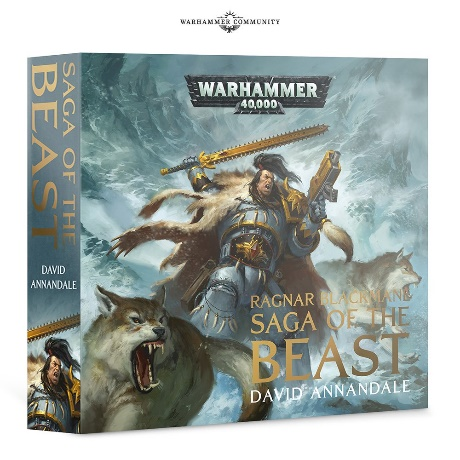 WARHAMMER COMMUNITY
WARHAMMER
40,000
SAGA OF THE
BEAST
DAVID
ANNANDALE
RAGNAR BLACKMANE
SAGA OF THE
BEAST
DAVID ANNANDALE